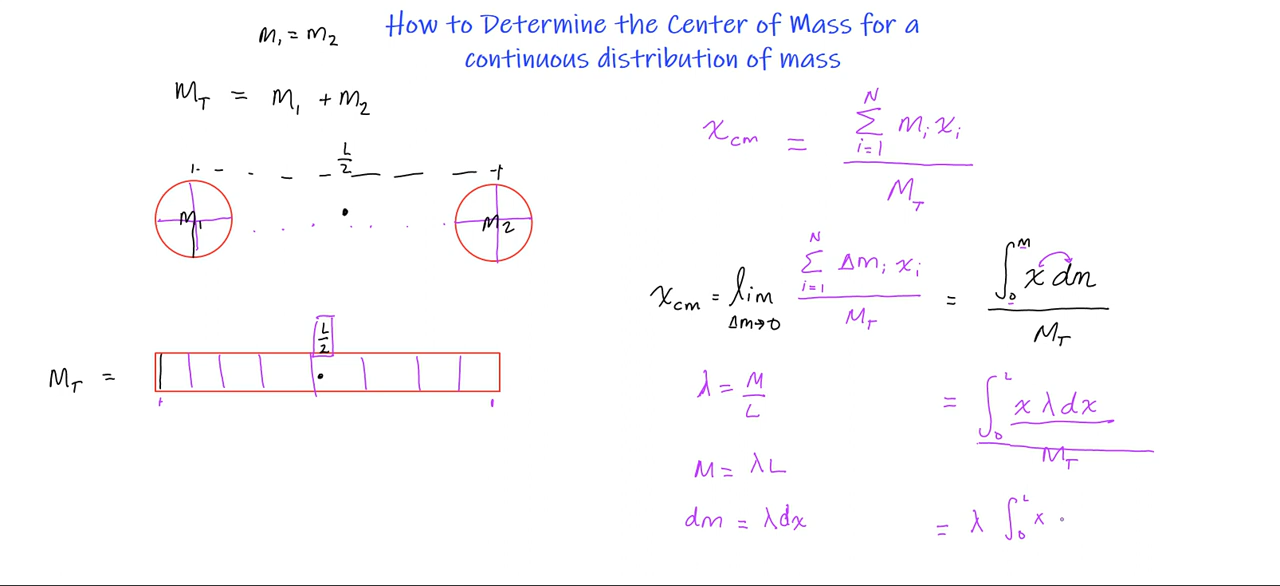 How to Determine the Center of Mass for a
continuous distribution of mass
m₁ = m₂
M_T = m₁ + m₂
L/2
m₁ m₂
L/2
M_T =
x_cm = ∑_{i=1}^{N} m_i x_i / M_T
x_cm = lim_{Δm→0} ∑_{i=1}^{N} Δm_i x_i / M_T = ∫_0^M x dm / M_T
λ = M/L
= ∫_0^L x λ dx / M_T
M = λL
dm = λdx
= λ ∫_0^L x